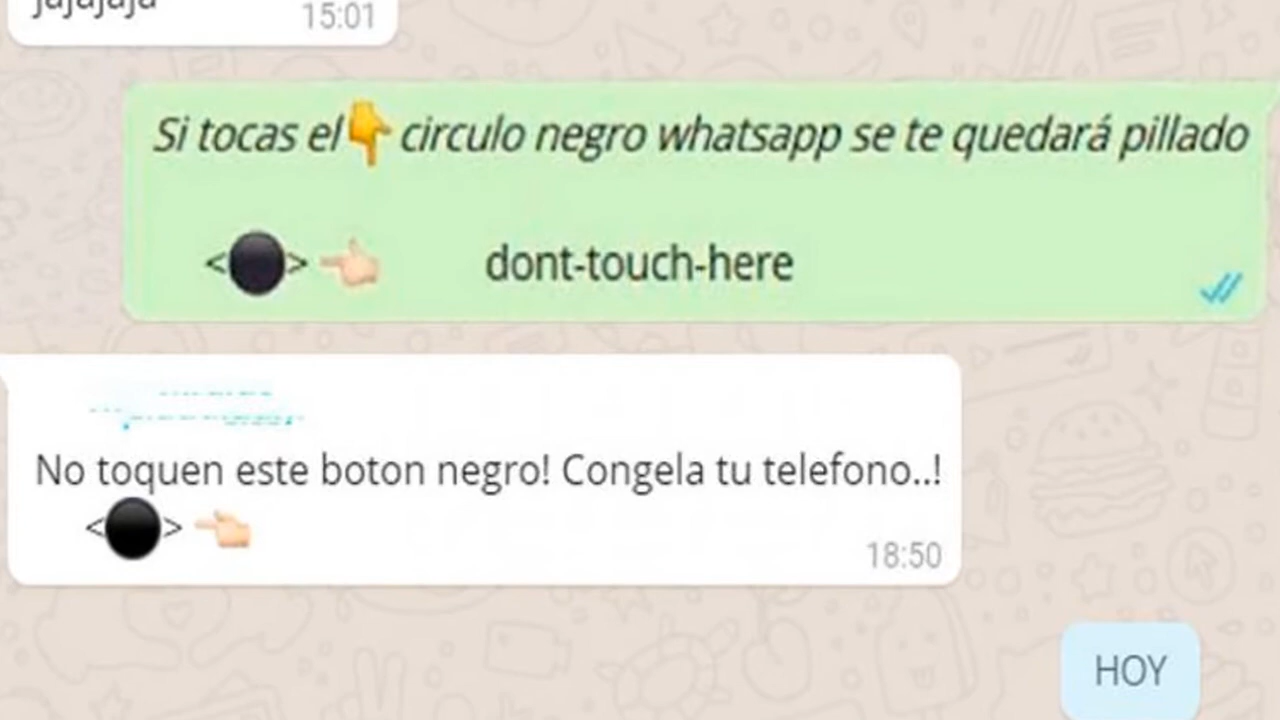 jajajaja
15:01
Si tocas el👇circulo negro whatsapp se te quedará pillado
<⚫>👈🏻 dont-touch-here
No toquen este boton negro! Congela tu telefono..!
<⚫>👈🏻
18:50
HOY